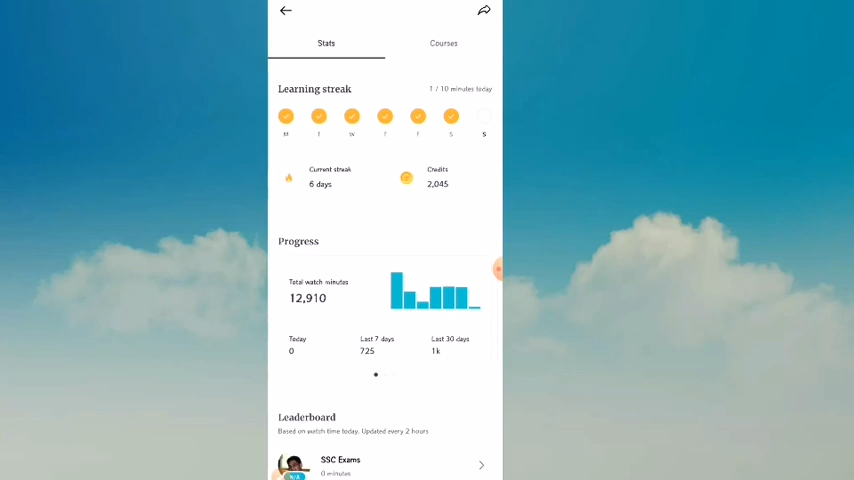 Stats Courses
Learning streak 1 / 10 minutes today
M T W T F S S
Current streak Credits
6 days 2,045
Progress
Total watch minutes
12,910
Today Last 7 days Last 30 days
0 725 1k
Leaderboard
Based on watch time today. Updated every 2 hours
SSC Exams
0 minutes
N/A